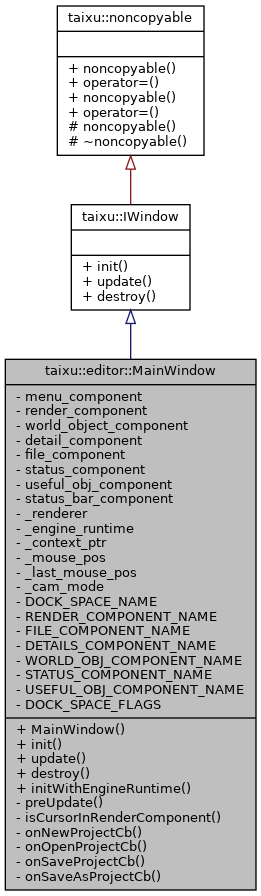 taixu::noncopyable
+ noncopyable()
+ operator=()
+ noncopyable()
+ operator=()
# noncopyable()
# ~noncopyable()
taixu::IWindow
+ init()
+ update()
+ destroy()
taixu::editor::MainWindow
- menu_component
- render_component
- world_object_component
- detail_component
- file_component
- status_component
- useful_obj_component
- status_bar_component
- _renderer
- _engine_runtime
- _context_ptr
- _mouse_pos
- _last_mouse_pos
- _cam_mode
- DOCK_SPACE_NAME
- RENDER_COMPONENT_NAME
- FILE_COMPONENT_NAME
- DETAILS_COMPONENT_NAME
- WORLD_OBJ_COMPONENT_NAME
- STATUS_COMPONENT_NAME
- USEFUL_OBJ_COMPONENT_NAME
- DOCK_SPACE_FLAGS
+ MainWindow()
+ init()
+ update()
+ destroy()
+ initWithEngineRuntime()
- preUpdate()
- isCursorInRenderComponent()
- onNewProjectCb()
- onOpenProjectCb()
- onSaveProjectCb()
- onSaveAsProjectCb()